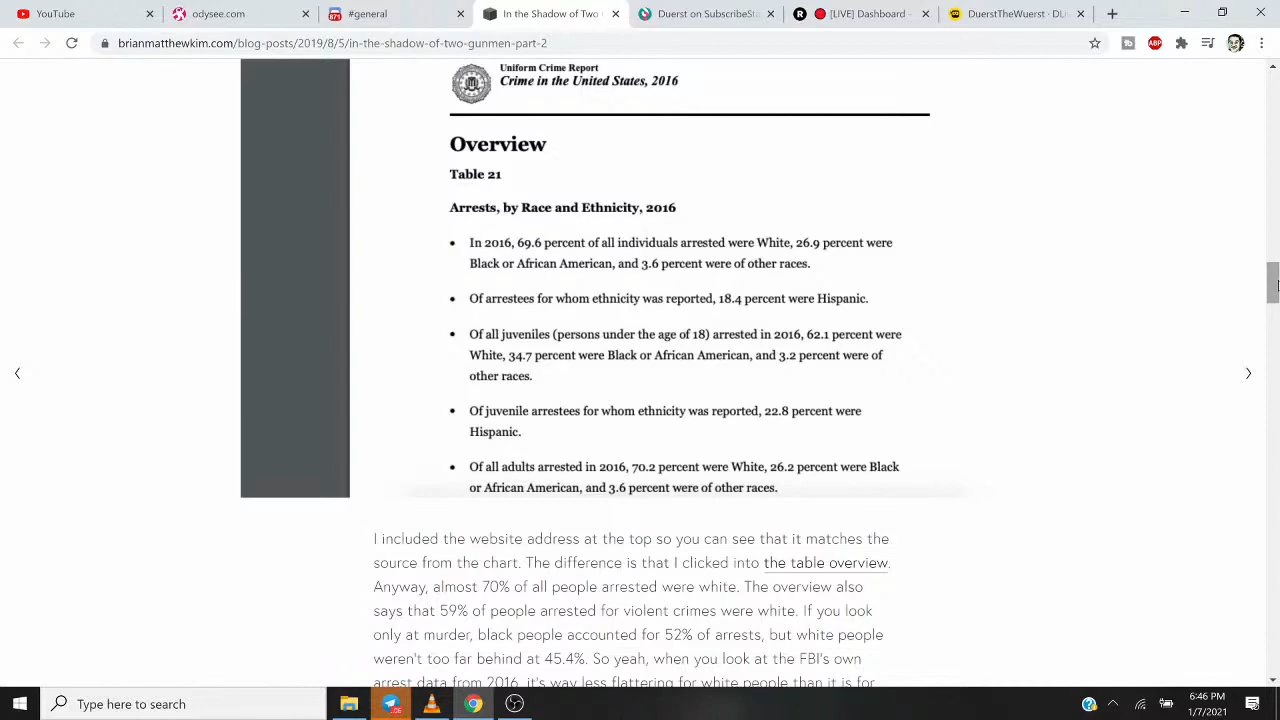 YouTube
odysee.com
871
#stream
In the shadow of two
[LIVE] Dashboard
DuerstTheWurst - DL
briannmatthewkim.com/blog-posts/2019/8/5/in-the-shadow-of-two-gunmen-part-2
ABP
Uniform Crime Report
Crime in the United States, 2016
Overview
Table 21
Arrests, by Race and Ethnicity, 2016
• In 2016, 69.6 percent of all individuals arrested were White, 26.9 percent were
Black or African American, and 3.6 percent were of other races.
• Of arrestees for whom ethnicity was reported, 18.4 percent were Hispanic.
• Of all juveniles (persons under the age of 18) arrested in 2016, 62.1 percent were
White, 34.7 percent were Black or African American, and 3.2 percent were of
other races.
• Of juvenile arrestees for whom ethnicity was reported, 22.8 percent were
Hispanic.
• Of all adults arrested in 2016, 70.2 percent were White, 26.2 percent were Black
or African American, and 3.6 percent were of other races.
I included the website address at the top so you can see that it matches the
source from the chart. The difference is that I clicked into the table overview.
Anyway, almost 70% of all people arrested were white. The overview also
says that 59% of people arrested for violent crimes were white. If you look
only at murder, black people accounted for 52% of arrests, but white people
weren't too far behind at 45.4%. So yeah, when you look at the FBI's own
arrest data from 2016, it's way less flattering for white people than it is for
Type here to search
6:46 PM
1/7/2021